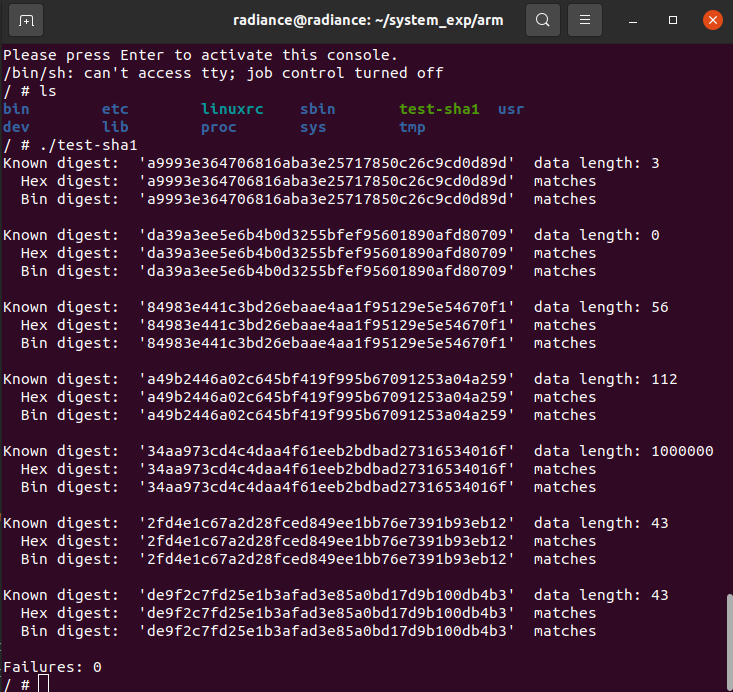 radiance@radiance: ~/system_exp/arm
Please press Enter to activate this console.
/bin/sh: can't access tty; job control turned off
/ # ls
bin etc linuxrc sbin test-sha1 usr
dev lib proc sys tmp
/ # ./test-sha1
Known digest: 'a9993e364706816aba3e25717850c26c9cd0d89d' data length: 3
Hex digest: 'a9993e364706816aba3e25717850c26c9cd0d89d' matches
Bin digest: 'a9993e364706816aba3e25717850c26c9cd0d89d' matches
Known digest: 'da39a3ee5e6b4b0d3255bfef95601890afd80709' data length: 0
Hex digest: 'da39a3ee5e6b4b0d3255bfef95601890afd80709' matches
Bin digest: 'da39a3ee5e6b4b0d3255bfef95601890afd80709' matches
Known digest: '84983e441c3bd26ebaae4aa1f95129e5e54670f1' data length: 56
Hex digest: '84983e441c3bd26ebaae4aa1f95129e5e54670f1' matches
Bin digest: '84983e441c3bd26ebaae4aa1f95129e5e54670f1' matches
Known digest: 'a49b2446a02c645bf419f995b67091253a04a259' data length: 112
Hex digest: 'a49b2446a02c645bf419f995b67091253a04a259' matches
Bin digest: 'a49b2446a02c645bf419f995b67091253a04a259' matches
Known digest: '34aa973cd4c4daa4f61eeb2bdbad27316534016f' data length: 1000000
Hex digest: '34aa973cd4c4daa4f61eeb2bdbad27316534016f' matches
Bin digest: '34aa973cd4c4daa4f61eeb2bdbad27316534016f' matches
Known digest: '2fd4e1c67a2d28fced849ee1bb76e7391b93eb12' data length: 43
Hex digest: '2fd4e1c67a2d28fced849ee1bb76e7391b93eb12' matches
Bin digest: '2fd4e1c67a2d28fced849ee1bb76e7391b93eb12' matches
Known digest: 'de9f2c7fd25e1b3afad3e85a0bd17d9b100db4b3' data length: 43
Hex digest: 'de9f2c7fd25e1b3afad3e85a0bd17d9b100db4b3' matches
Bin digest: 'de9f2c7fd25e1b3afad3e85a0bd17d9b100db4b3' matches
Failures: 0
/ #